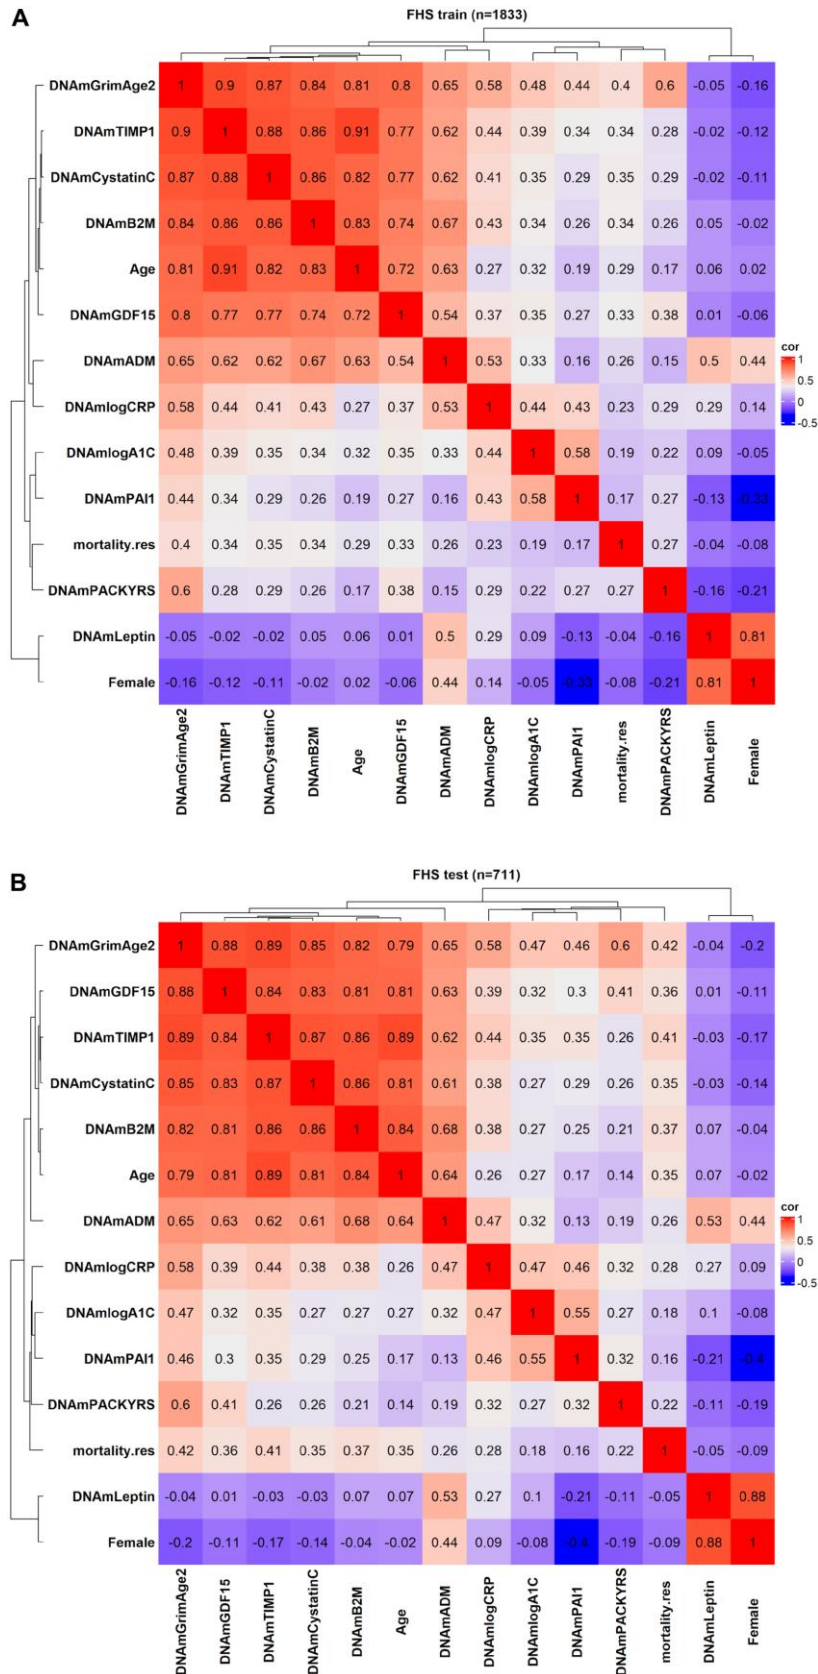 A
FHS train (n=1833)
DNAmGrimAge2 1 0.9 0.87 0.84 0.81 0.8 0.65 0.58 0.48 0.44 0.4 0.6 -0.05 -0.16
DNAmTIMP1 0.9 1 0.88 0.86 0.91 0.77 0.62 0.44 0.39 0.34 0.34 0.28 -0.02 -0.12
DNAmCystatinC 0.87 0.88 1 0.86 0.82 0.77 0.62 0.41 0.35 0.29 0.35 0.29 -0.02 -0.11
DNAmB2M 0.84 0.86 0.86 1 0.83 0.74 0.67 0.43 0.34 0.26 0.34 0.26 0.05 -0.02
Age 0.81 0.91 0.82 0.83 1 0.72 0.63 0.27 0.32 0.19 0.29 0.17 0.06 0.02
DNAmGDF15 0.8 0.77 0.77 0.74 0.72 1 0.54 0.37 0.35 0.27 0.33 0.38 0.01 -0.06
DNAmADM 0.65 0.62 0.62 0.67 0.63 0.54 1 0.53 0.33 0.16 0.26 0.15 0.5 0.44
DNAmlogCRP 0.58 0.44 0.41 0.43 0.27 0.37 0.53 1 0.44 0.43 0.23 0.29 0.29 0.14
DNAmlogA1C 0.48 0.39 0.35 0.34 0.32 0.35 0.33 0.44 1 0.58 0.19 0.22 0.09 -0.05
DNAmPAI1 0.44 0.34 0.29 0.26 0.19 0.27 0.16 0.43 0.58 1 0.17 0.27 -0.13 -0.33
mortality.res 0.4 0.34 0.35 0.34 0.29 0.33 0.26 0.23 0.19 0.17 1 0.27 -0.04 -0.08
DNAmPACKYRS 0.6 0.28 0.29 0.26 0.17 0.38 0.15 0.29 0.22 0.27 0.27 1 -0.16 -0.21
DNAmLeptin -0.05 -0.02 -0.02 0.05 0.06 0.01 0.5 0.29 0.09 -0.13 -0.04 -0.16 1 0.81
Female -0.16 -0.12 -0.11 -0.02 0.02 -0.06 0.44 0.14 -0.05 -0.33 -0.08 -0.21 0.81 1
DNAmGrimAge2 DNAmTIMP1 DNAmCystatinC DNAmB2M Age DNAmGDF15 DNAmADM DNAmlogCRP DNAmlogA1C DNAmPAI1 mortality.res DNAmPACKYRS DNAmLeptin Female
cor
1
0.5
0
-0.5
B
FHS test (n=711)
DNAmGrimAge2 1 0.88 0.89 0.85 0.82 0.79 0.65 0.58 0.47 0.46 0.6 0.42 -0.04 -0.2
DNAmGDF15 0.88 1 0.84 0.83 0.81 0.81 0.63 0.39 0.32 0.3 0.41 0.36 0.01 -0.11
DNAmTIMP1 0.89 0.84 1 0.87 0.86 0.89 0.62 0.44 0.35 0.35 0.26 0.41 -0.03 -0.17
DNAmCystatinC 0.85 0.83 0.87 1 0.86 0.81 0.61 0.38 0.27 0.29 0.26 0.35 -0.03 -0.14
DNAmB2M 0.82 0.81 0.86 0.86 1 0.84 0.68 0.38 0.27 0.25 0.21 0.37 0.07 -0.04
Age 0.79 0.81 0.89 0.81 0.84 1 0.64 0.26 0.27 0.17 0.14 0.35 0.07 -0.02
DNAmADM 0.65 0.63 0.62 0.61 0.68 0.64 1 0.47 0.32 0.13 0.19 0.26 0.53 0.44
DNAmlogCRP 0.58 0.39 0.44 0.38 0.38 0.26 0.47 1 0.47 0.46 0.32 0.28 0.27 0.09
DNAmlogA1C 0.47 0.32 0.35 0.27 0.27 0.27 0.32 0.47 1 0.55 0.27 0.18 0.1 -0.08
DNAmPAI1 0.46 0.3 0.35 0.29 0.25 0.17 0.13 0.46 0.55 1 0.32 0.16 -0.21 -0.4
DNAmPACKYRS 0.6 0.41 0.26 0.26 0.21 0.14 0.19 0.32 0.27 0.32 1 0.22 -0.11 -0.19
mortality.res 0.42 0.36 0.41 0.35 0.37 0.35 0.26 0.28 0.18 0.16 0.22 1 -0.05 -0.09
DNAmLeptin -0.04 0.01 -0.03 -0.03 0.07 0.07 0.53 0.27 0.1 -0.21 -0.11 -0.05 1 0.88
Female -0.2 -0.11 -0.17 -0.14 -0.04 -0.02 0.44 0.09 -0.08 -0.4 -0.19 -0.09 0.88 1
DNAmGrimAge2 DNAmGDF15 DNAmTIMP1 DNAmCystatinC DNAmB2M Age DNAmADM DNAmlogCRP DNAmlogA1C DNAmPAI1 DNAmPACKYRS mortality.res DNAmLeptin Female
cor
1
0.5
0
-0.5